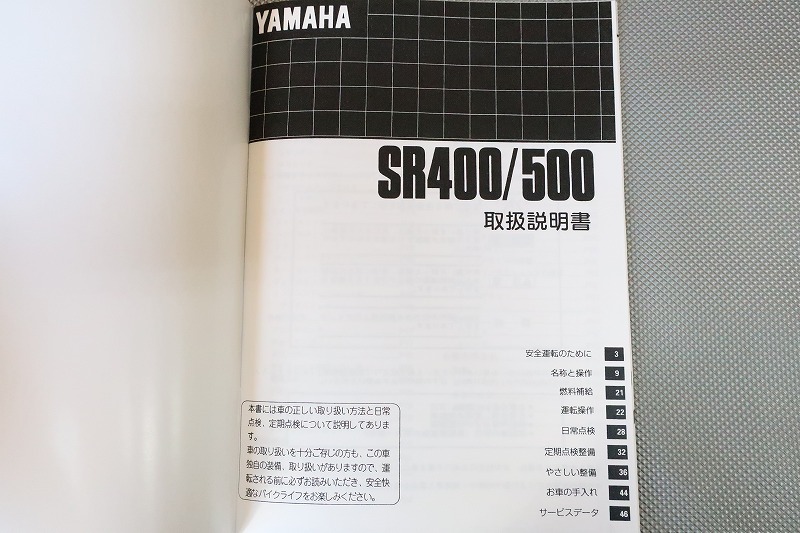 YAMAHA
SR400/500
取扱説明書
安全運転のために 3
名称と操作 9
燃料補給 21
運転操作 22
日常点検 28
定期点検整備 32
やさしい整備 36
お車の手入れ 44
サービスデータ 46
本書には車の正しい取り扱い方法と日常
点検、定期点検について説明してありま
す。
車の取り扱いを十分ご存じの方も、この車
独自の装備、取り扱いがありますので、運
転される前に必ずお読みいただき、安全快
適なバイクライフをお楽しみください。